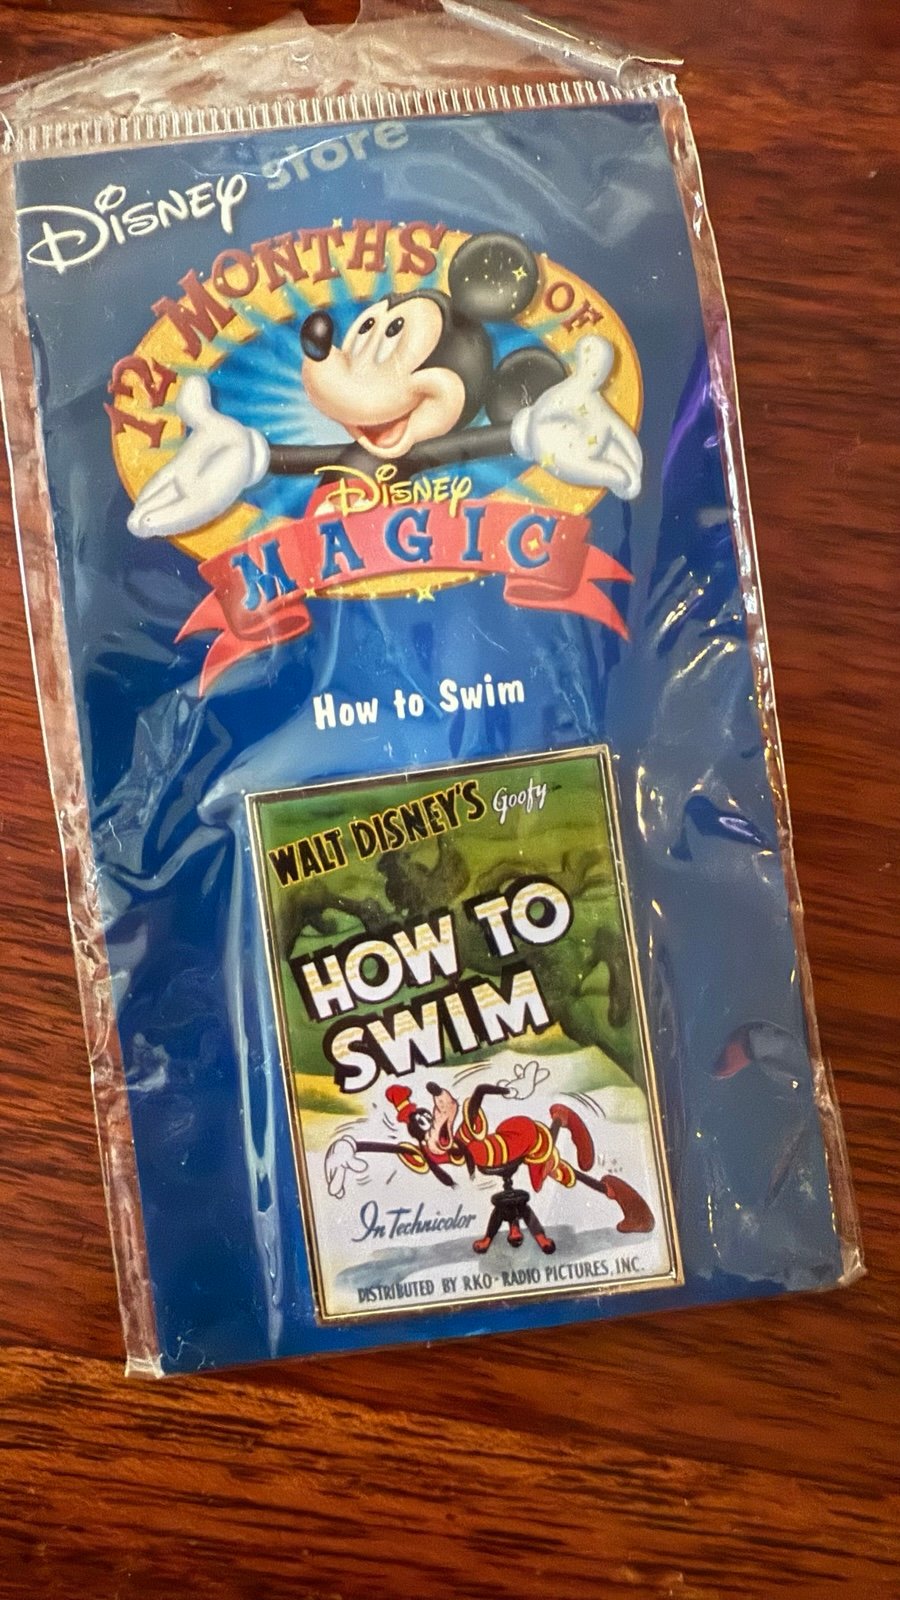 Disney store
12 MONTHS OF
Disney
MAGIC
How to Swim
WALT DISNEY'S Goofy
HOW TO
SWIM
In Technicolor
DISTRIBUTED BY RKO - RADIO PICTURES, INC.